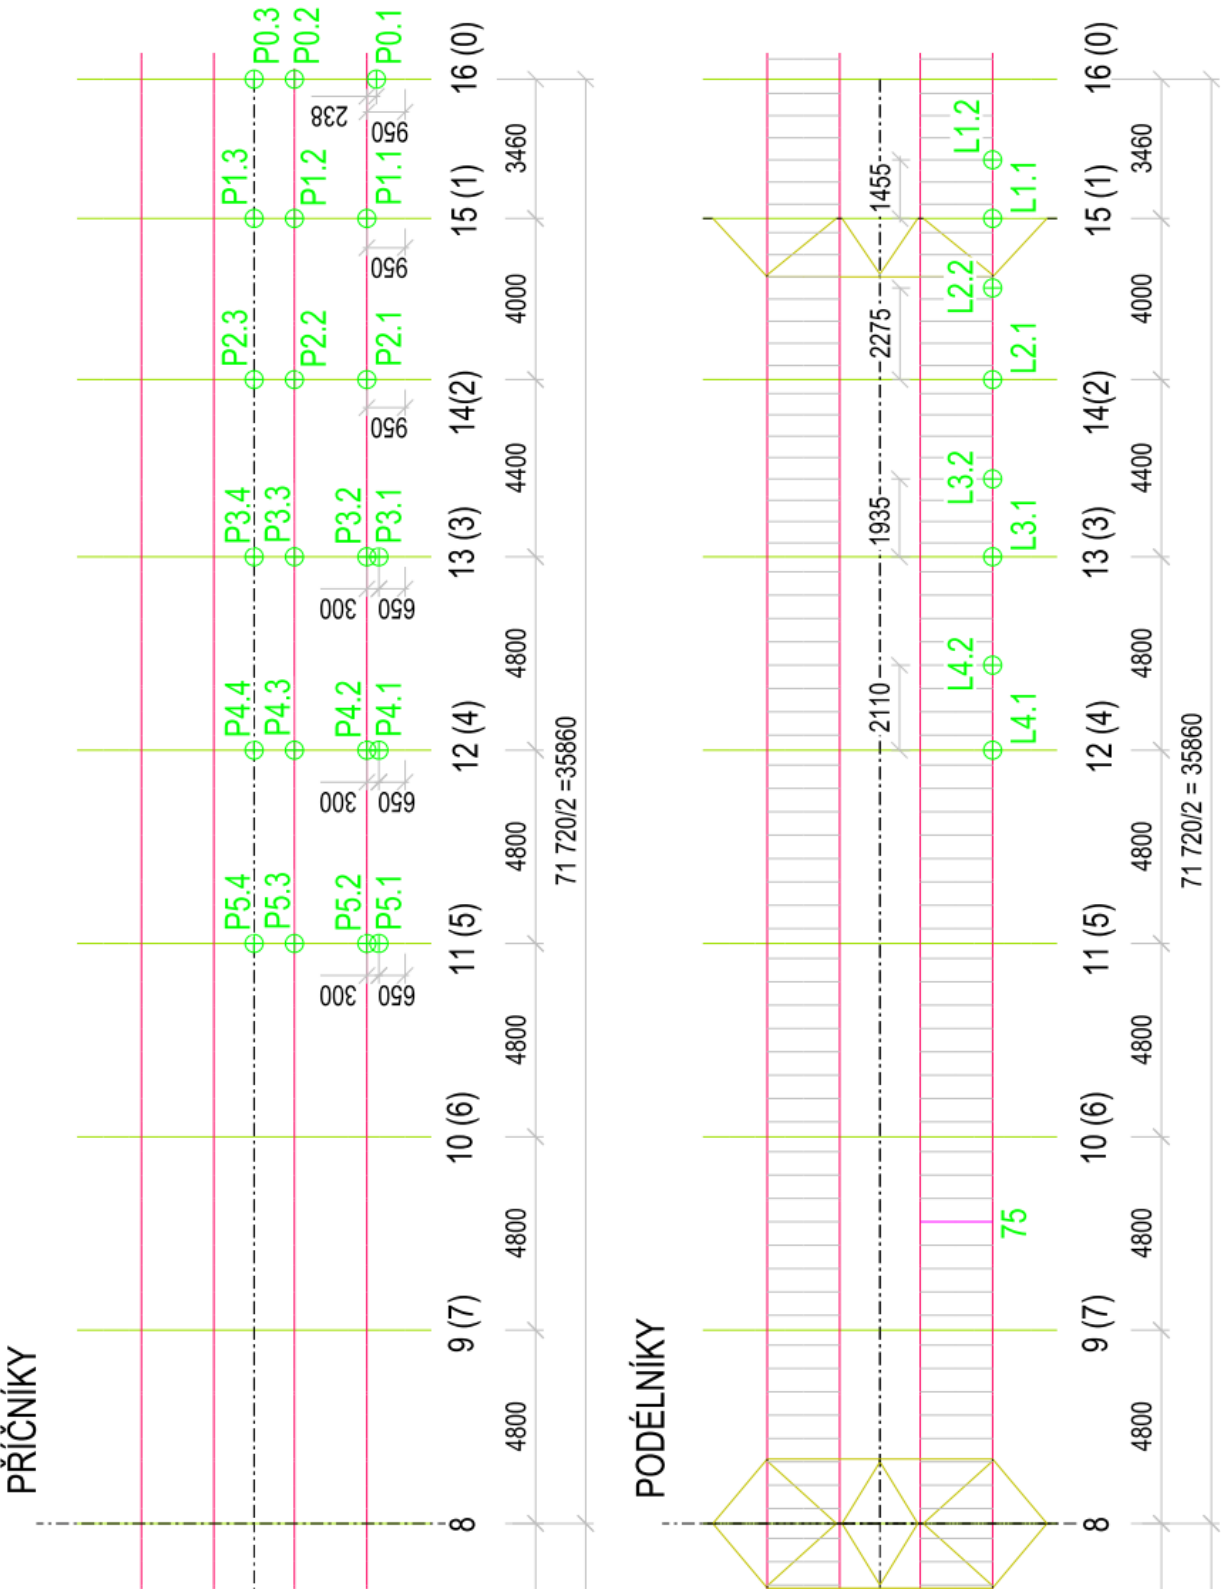 PŘÍČNÍKY
P0.3
P0.2
P0.1
16 (0)
238
950
3460
P1.3
P1.2
P1.1
15 (1)
950
4000
P2.3
P2.2
P2.1
14(2)
950
4400
P3.4
P3.3
P3.2
P3.1
13 (3)
300
650
4800
P4.4
P4.3
P4.2
P4.1
12 (4)
300
650
4800
71 720/2 =35860
P5.4
P5.3
P5.2
P5.1
11 (5)
300
650
4800
10 (6)
4800
9 (7)
4800
8
PODÉLNÍKY
16 (0)
L1.2
3460
1455
L1.1
15 (1)
L2.2
4000
2275
L2.1
14(2)
L3.2
4400
1935
L3.1
13 (3)
L4.2
4800
2110
L4.1
12 (4)
4800
71 720/2 = 35860
11 (5)
4800
10 (6)
75
4800
9 (7)
4800
8